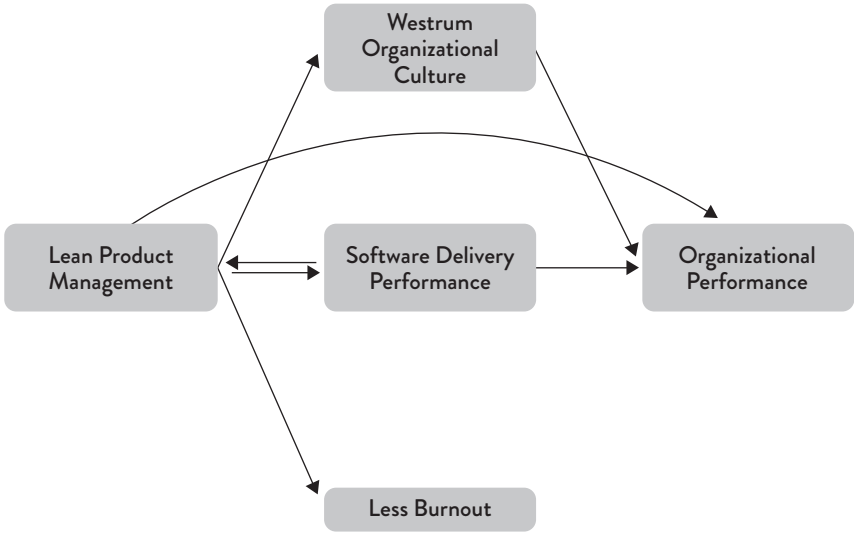 Westrum
Organizational
Culture
Lean Product
Management
Software Delivery
Performance
Organizational
Performance
Less Burnout